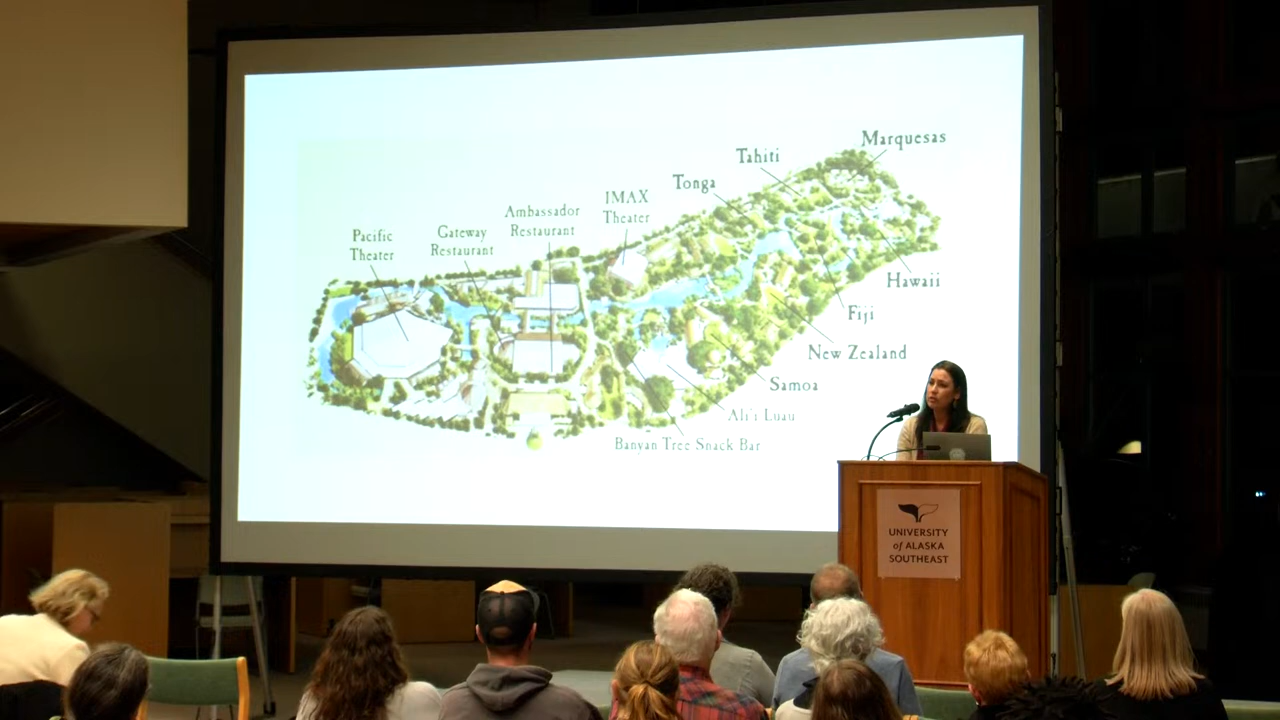 Marquesas
Tahiti
Tonga
IMAX
Theater
Ambassador
Restaurant
Gateway
Restaurant
Pacific
Theater
Hawaii
Fiji
New Zealand
Samoa
Ali'i Luau
Banyan Tree Snack Bar
UNIVERSITY
of ALASKA
SOUTHEAST